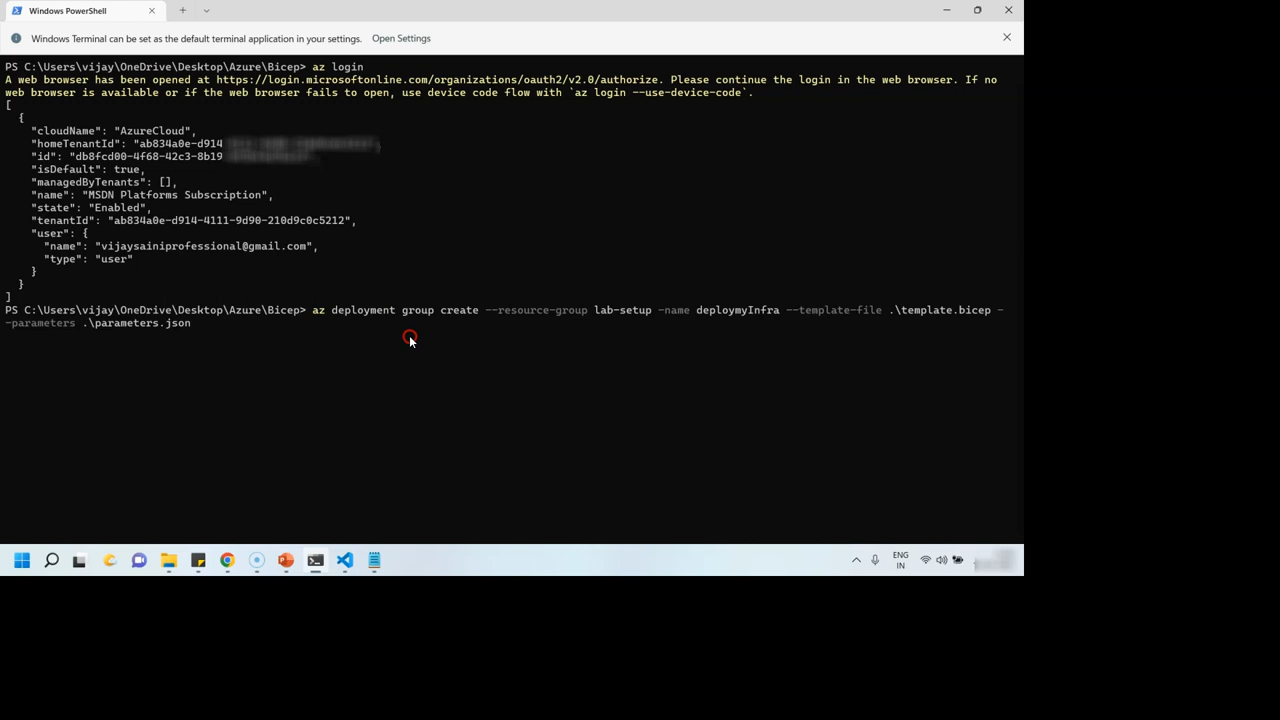 Windows PowerShell
Windows Terminal can be set as the default terminal application in your settings. Open Settings
PS C:\Users\vijay\OneDrive\Desktop\Azure\Bicep> az login
A web browser has been opened at https://login.microsoftonline.com/organizations/oauth2/v2.0/authorize. Please continue the login in the web browser. If no
web browser is available or if the web browser fails to open, use device code flow with `az login --use-device-code`.
[
{
"cloudName": "AzureCloud",
"homeTenantId": "ab834a0e-d914
"id": "db8fcd00-4f68-42c3-8b19
"isDefault": true,
"managedByTenants": [],
"name": "MSDN Platforms Subscription",
"state": "Enabled",
"tenantId": "ab834a0e-d914-4111-9d90-210d9c0c5212",
"user": {
"name": "vijaysainiprofessional@gmail.com",
"type": "user"
}
}
]
PS C:\Users\vijay\OneDrive\Desktop\Azure\Bicep> az deployment group create --resource-group lab-setup -name deploymyInfra --template-file .\template.bicep -
-parameters .\parameters.json
ENG
IN